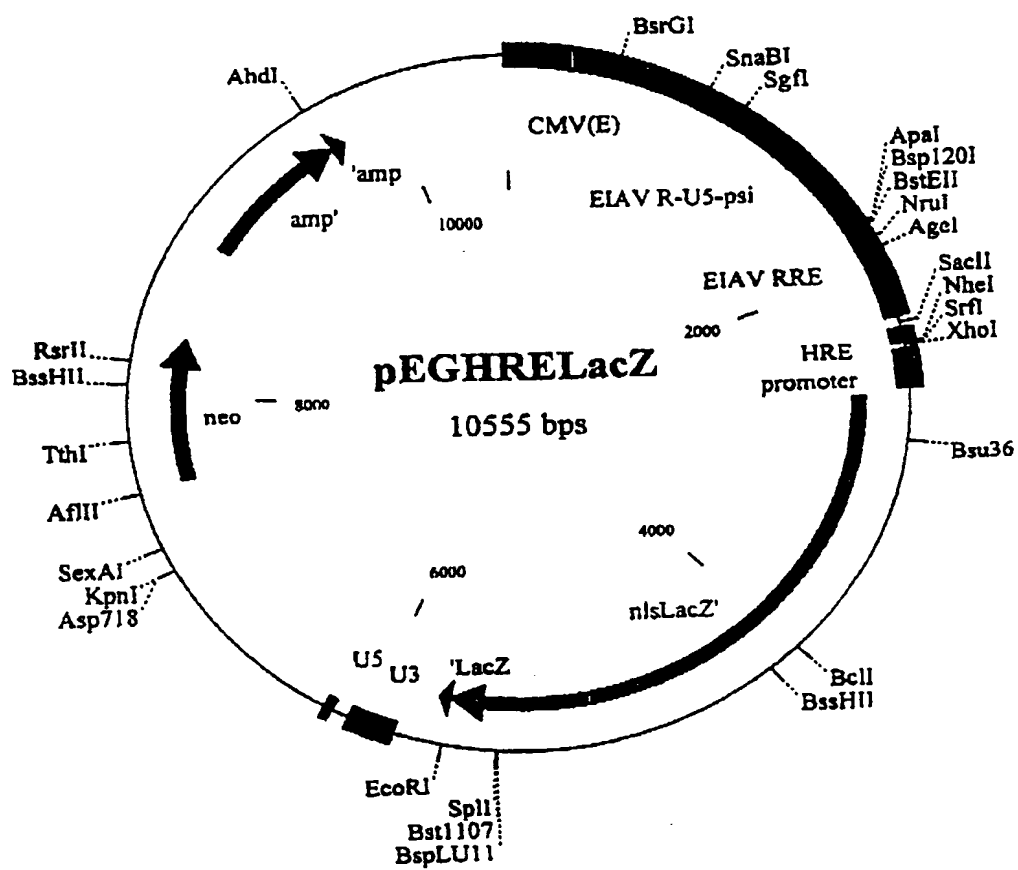 BsrGI
SnaBI
SgfI
AhdI
CMV(E)
'amp
amp'
10000
EIAV R-U5-psi
ApaI
Bsp120I
BstEII
NruI
AgeI
SacII
NheI
SrfI
XhoI
EIAV RRE
2000
HRE
promoter
RsrII
BssHII
pEGHRELacZ
10555 bps
neo
8000
TthI
Bsu36
AflII
4000
SexAI
KpnI
Asp718
6000
nlsLacZ'
U5
U3
'LacZ
BclI
BssHII
EcoRI
SplI
Bst1107
BspLU11